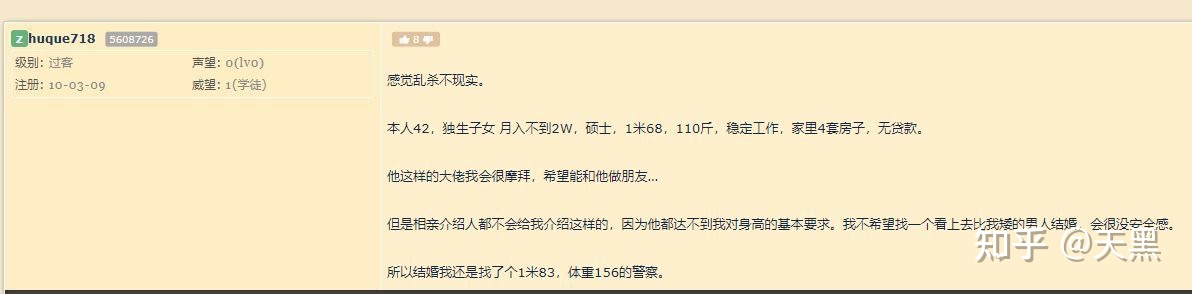 zhuque718 5608726
8
级别: 过客 声望: 0(lv0)
注册: 10-03-09 威望: 1(学徒)
感觉乱杀不现实。
本人42，独生子女 月入不到2W，硕士，1米68，110斤，稳定工作，家里4套房子，无贷款。
他这样的大佬我会很摩拜，希望能和他做朋友...
但是相亲介绍人都不会给我介绍这样的，因为他都达不到我对身高的基本要求。我不希望找一个看上去比我矮的男人结婚，会很没安全感。
所以结婚我还是找了个1米83，体重156的警察。
知乎 @天黑